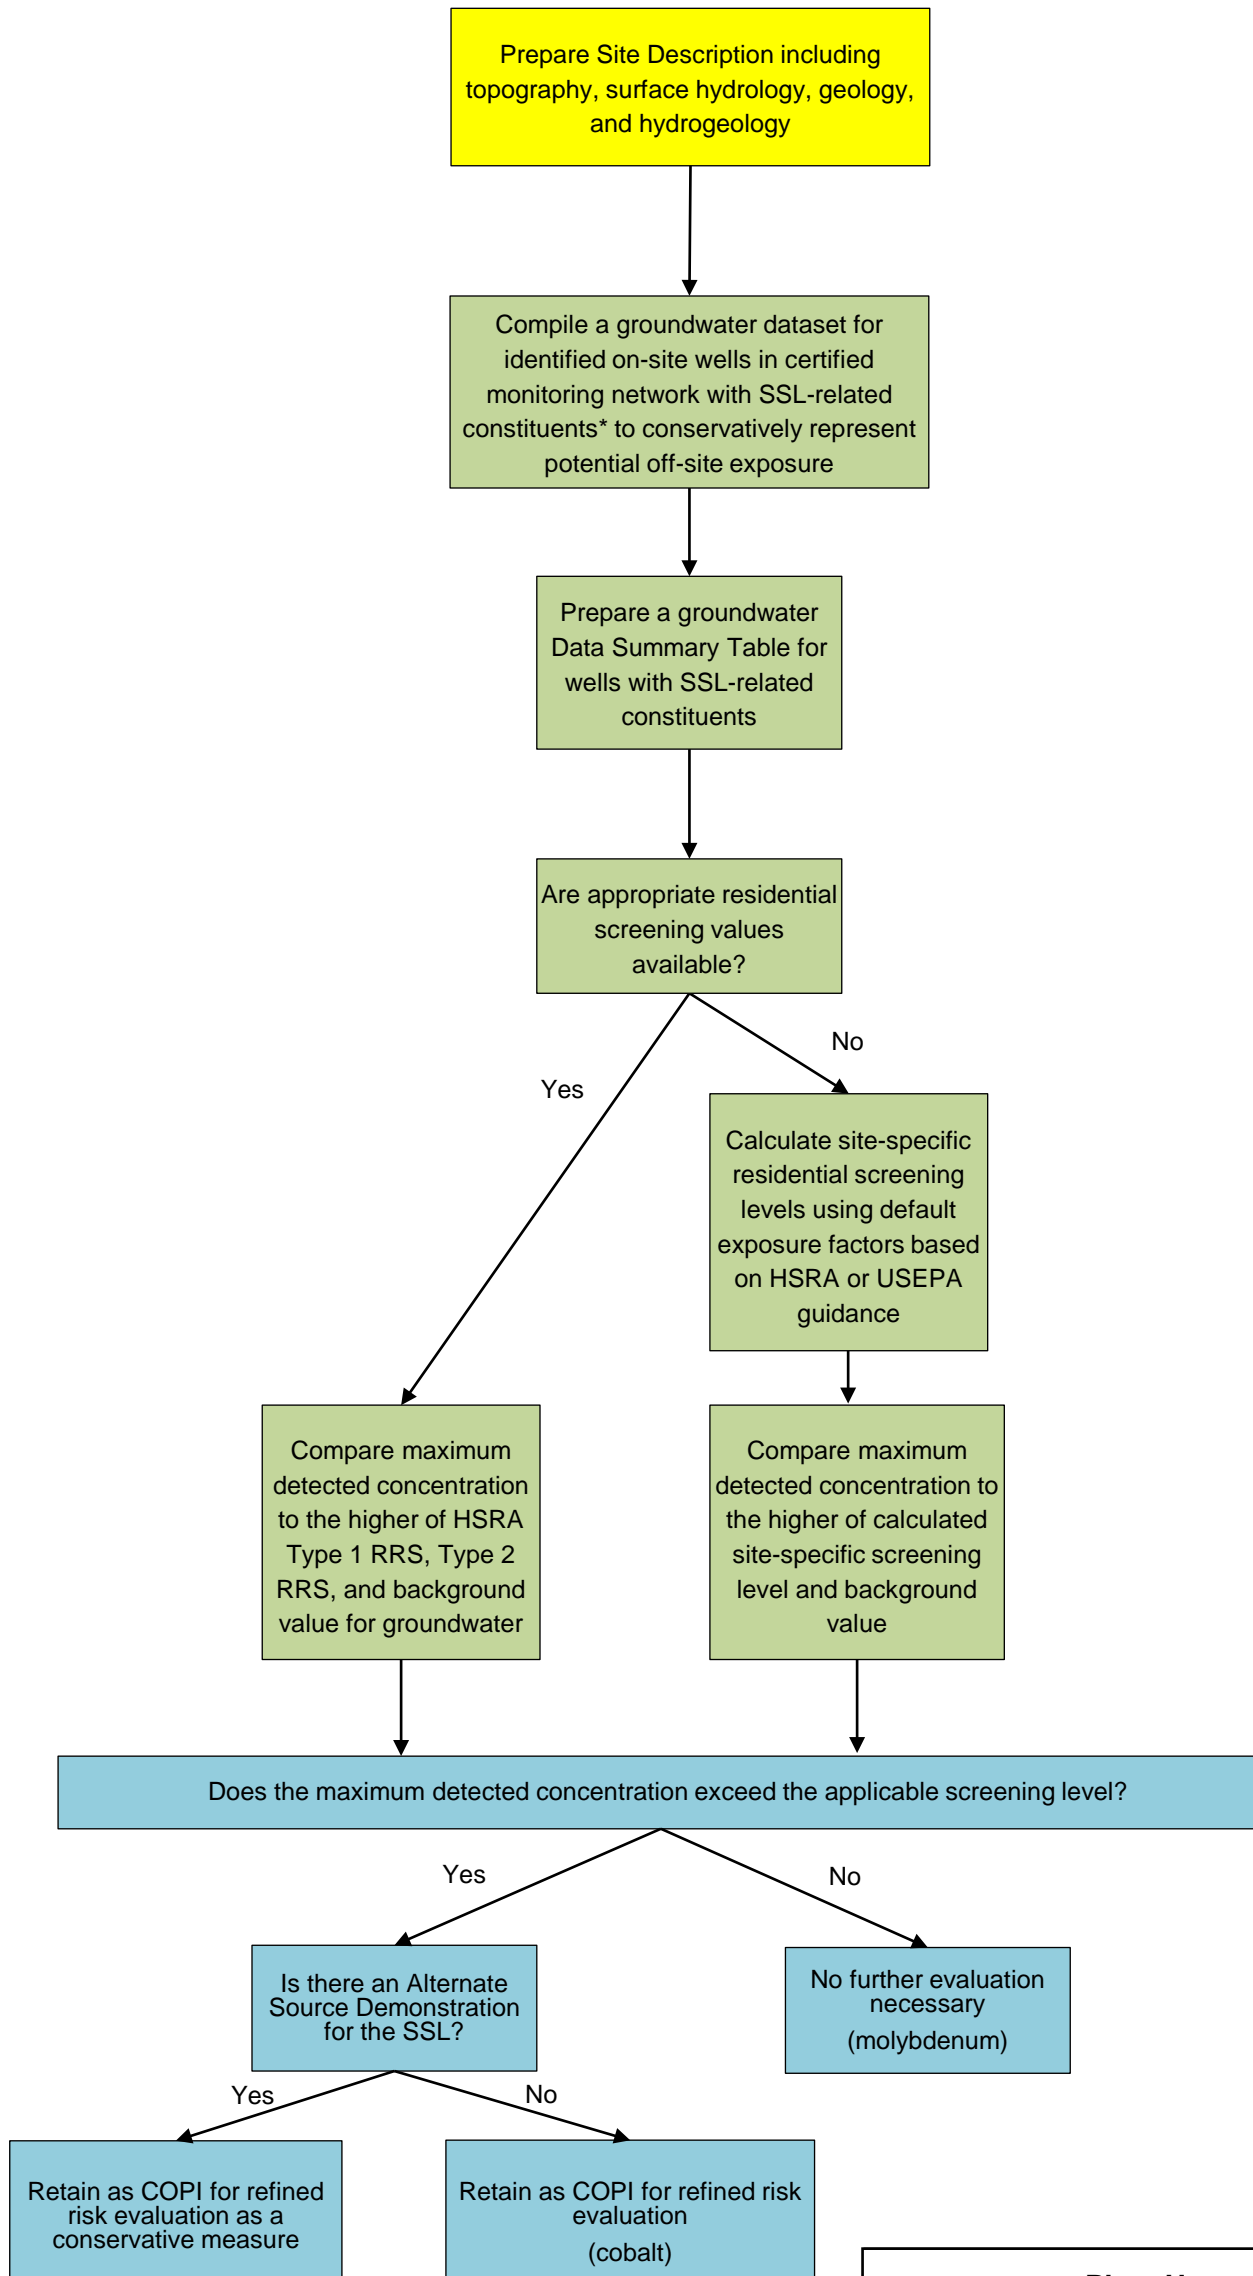 Prepare Site Description including
topography, surface hydrology, geology,
and hydrogeology
Compile a groundwater dataset for
identified on-site wells in certified
monitoring network with SSL-related
constituents* to conservatively represent
potential off-site exposure
Prepare a groundwater
Data Summary Table for
wells with SSL-related
constituents
Are appropriate residential
screening values
available?
No
Yes
Calculate site-specific
residential screening
levels using default
exposure factors based
on HSRA or USEPA
guidance
Compare maximum
detected concentration
to the higher of HSRA
Type 1 RRS, Type 2
RRS, and background
value for groundwater
Compare maximum
detected concentration to
the higher of calculated
site-specific screening
level and background
value
Does the maximum detected concentration exceed the applicable screening level?
Yes
No
Is there an Alternate
Source Demonstration
for the SSL?
No further evaluation
necessary
(molybdenum)
Yes
No
Retain as COPI for refined
risk evaluation as a
conservative measure
Retain as COPI for refined risk
evaluation
(cobalt)